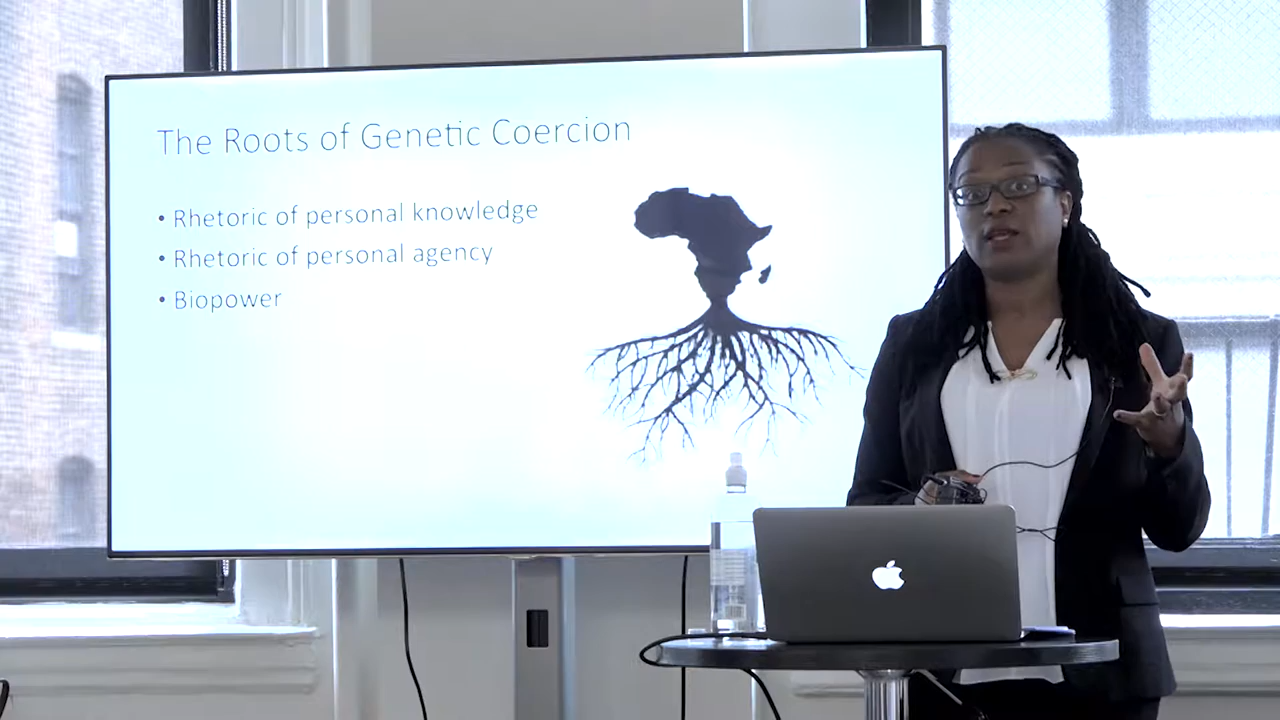 The Roots of Genetic Coercion
• Rhetoric of personal knowledge
• Rhetoric of personal agency
• Biopower